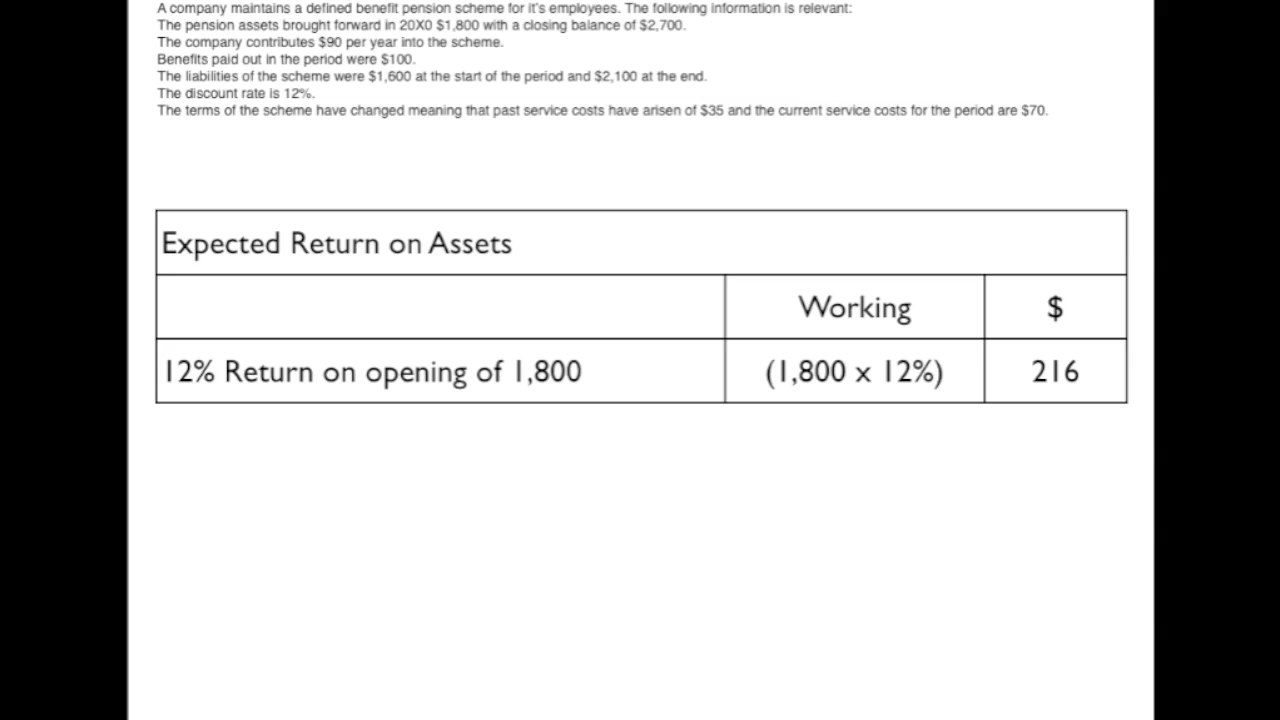 A company maintains a defined benefit pension scheme for it's employees. The following information is relevant:
The pension assets brought forward in 20X0 $1,800 with a closing balance of $2,700.
The company contributes $90 per year into the scheme.
Benefits paid out in the period were $100.
The liabilities of the scheme were $1,600 at the start of the period and $2,100 at the end.
The discount rate is 12%.
The terms of the scheme have changed meaning that past service costs have arisen of $35 and the current service costs for the period are $70.
Expected Return on Assets
Working $
12% Return on opening of 1,800 (1,800 x 12%) 216